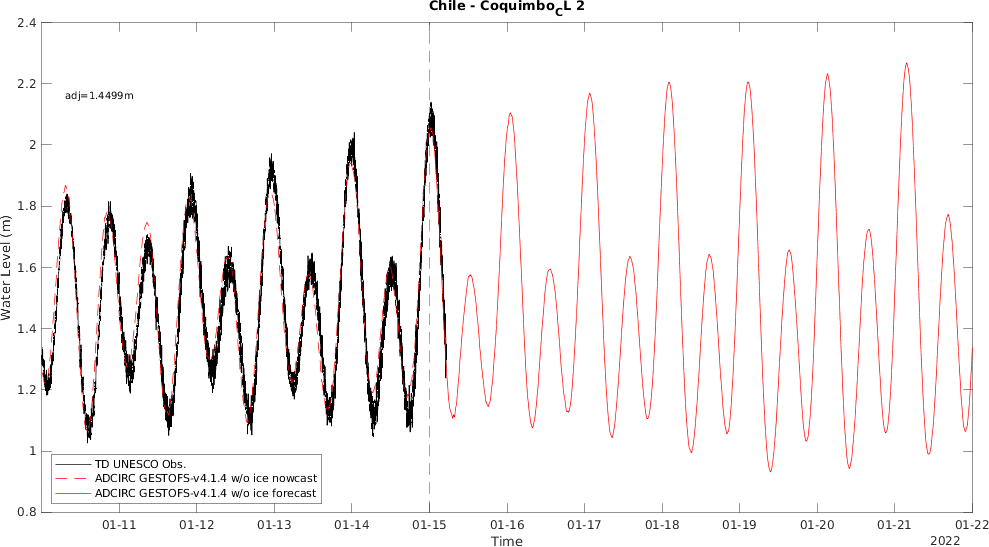 Chile - Coquimbo_CL 2
2.4
2.2
adj=1.4499m
2
1.8
1.6
Water Level (m)
1.4
1.2
1
TD UNESCO Obs.
ADCIRC GESTOFS-v4.1.4 w/o ice nowcast
ADCIRC GESTOFS-v4.1.4 w/o ice forecast
0.8
01-11 01-12 01-13 01-14 01-15 01-16 01-17 01-18 01-19 01-20 01-21 01-22
Time
2022